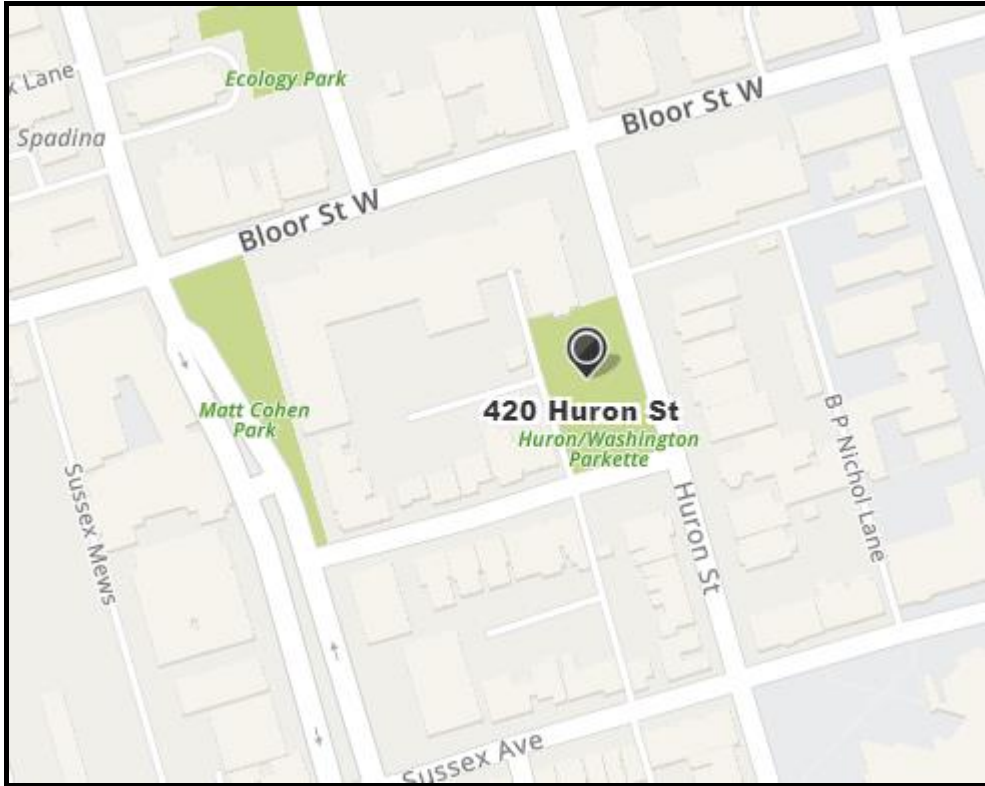 Ecology Park
x Lane
Spadina
Bloor St W
Bloor St W
420 Huron St
Huron/Washington
Parkette
Matt Cohen
Park
B P Nichol Lane
Sussex Mews
Huron St
Sussex Ave